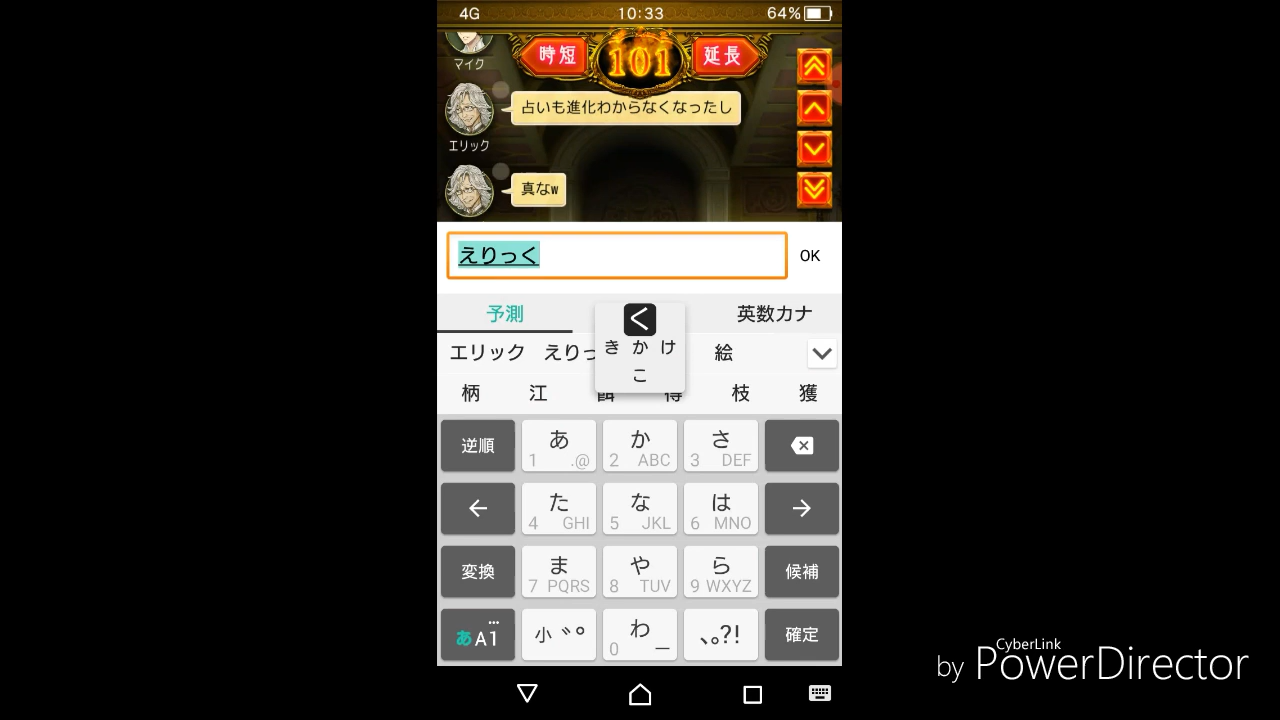 4G 10:33 64%
マイク
時短 101 延長
占いも進化わからなくなったし
エリック
真なw
えりっく OK
予測 英数カナ
く
き か け
こ
エリック えりっ 絵
柄 江 餌 得 枝 獲
逆順 あ 1 .@ か 2 ABC さ 3 DEF
た 4 GHI な 5 JKL は 6 MNO
変換 ま 7 PQRS や 8 TUV ら 9 WXYZ 候補
あA1 小 ゛゜ わ 0 ー 、。?! 確定
CyberLink
by PowerDirector